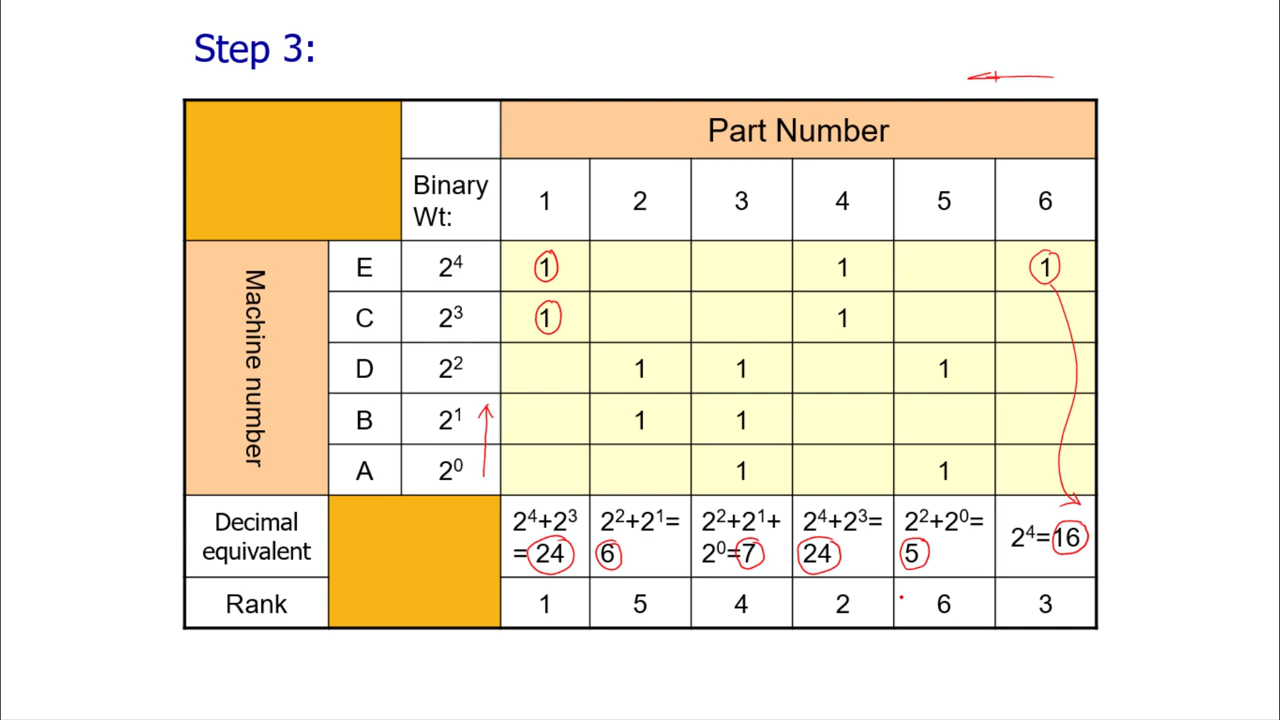 Step 3:
Part Number
Binary Wt: 1 2 3 4 5 6
Machine number
E 2⁴ 1 1 1
C 2³ 1 1
D 2² 1 1 1
B 2¹ 1 1
A 2⁰ 1 1
Decimal equivalent 2⁴+2³ =24 2²+2¹= 6 2²+2¹+ 2⁰=7 2⁴+2³= 24 2²+2⁰= 5 2⁴=16
Rank 1 5 4 2 6 3